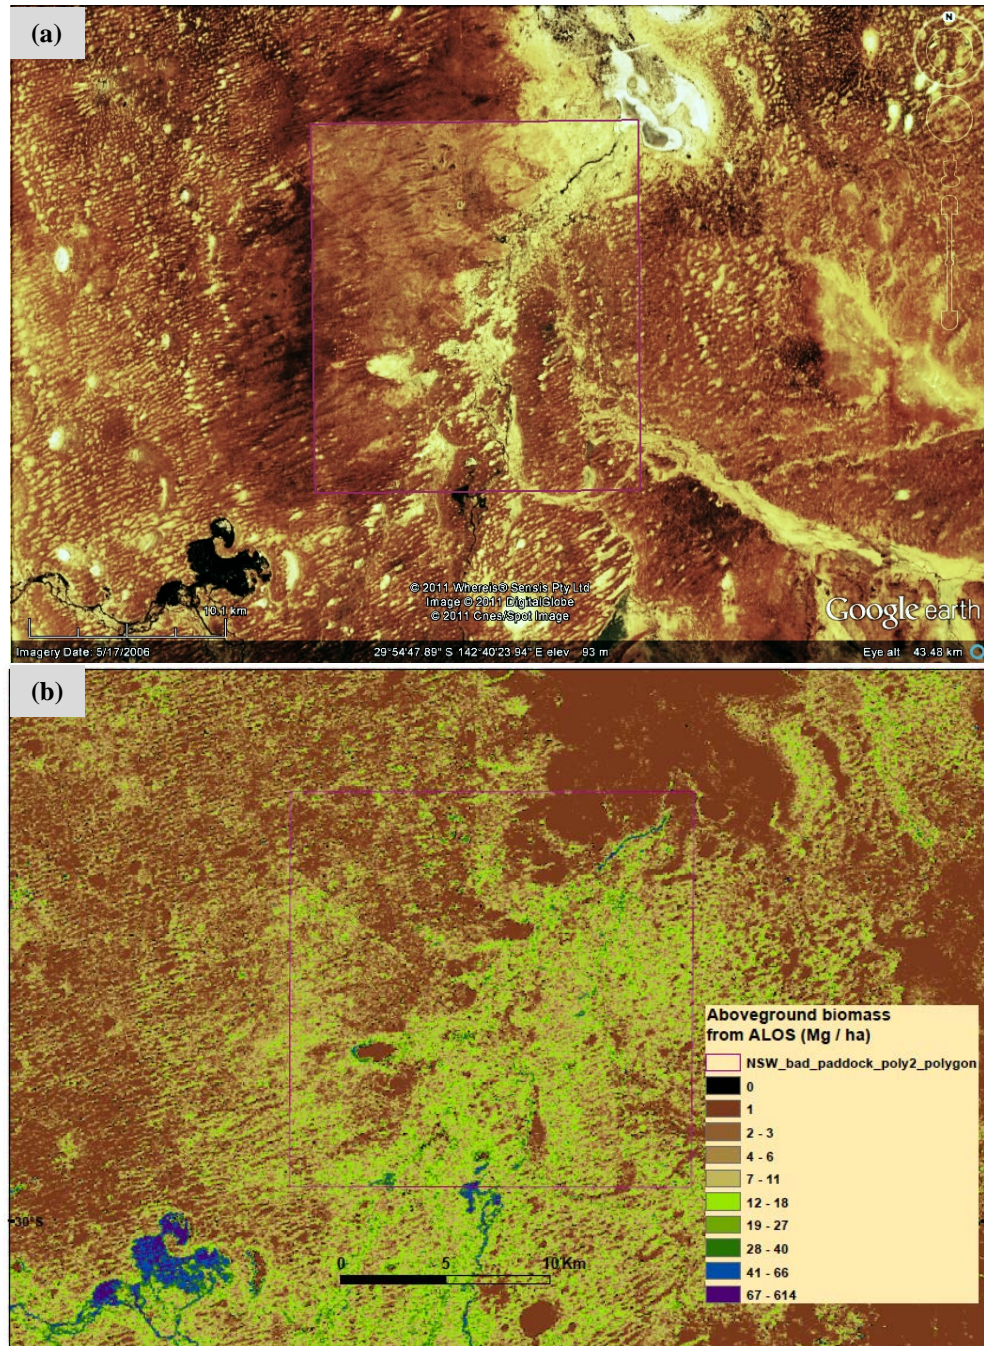 (a)
N
10.1 km
© 2011 Whereis® Sensis Pty Ltd
Image © 2011 DigitalGlobe
© 2011 Cnes/Spot Image
Google earth
Imagery Date: 5/17/2006
29°54'47.89" S 142°40'23.94" E elev 93 m
Eye alt 43.48 km
(b)
Aboveground biomass
from ALOS (Mg / ha)
NSW_bad_paddock_poly2_polygon
0
1
2 - 3
4 - 6
7 - 11
12 - 18
19 - 27
28 - 40
41 - 66
67 - 614
30°S
0 5 10 Km